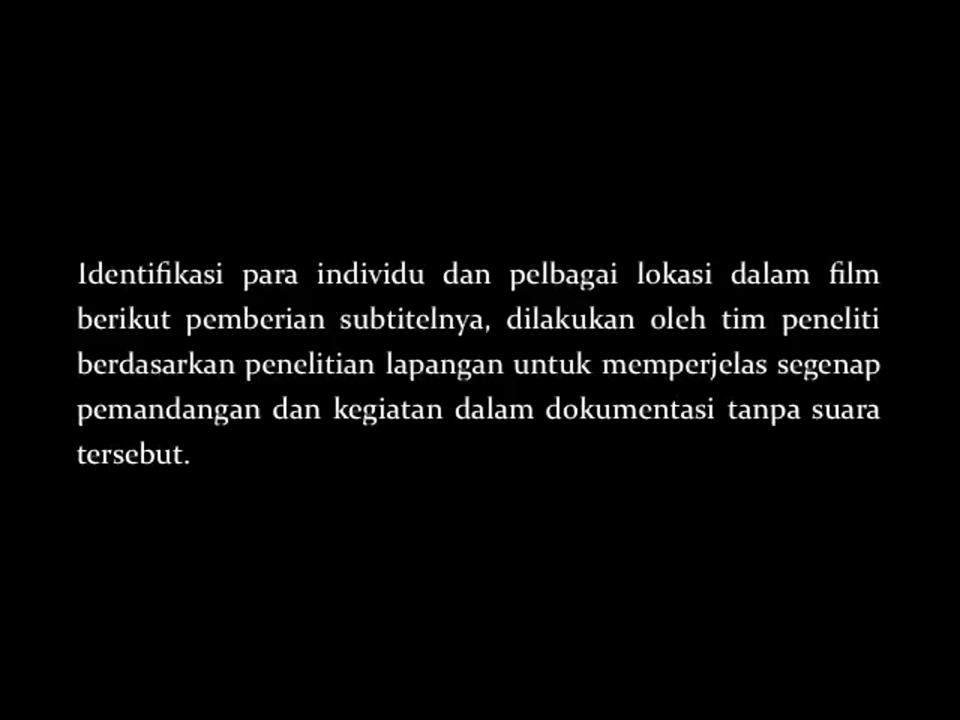 Identifikasi para individu dan pelbagai lokasi dalam film
berikut pemberian subtitelnya, dilakukan oleh tim peneliti
berdasarkan penelitian lapangan untuk memperjelas segenap
pemandangan dan kegiatan dalam dokumentasi tanpa suara
tersebut.